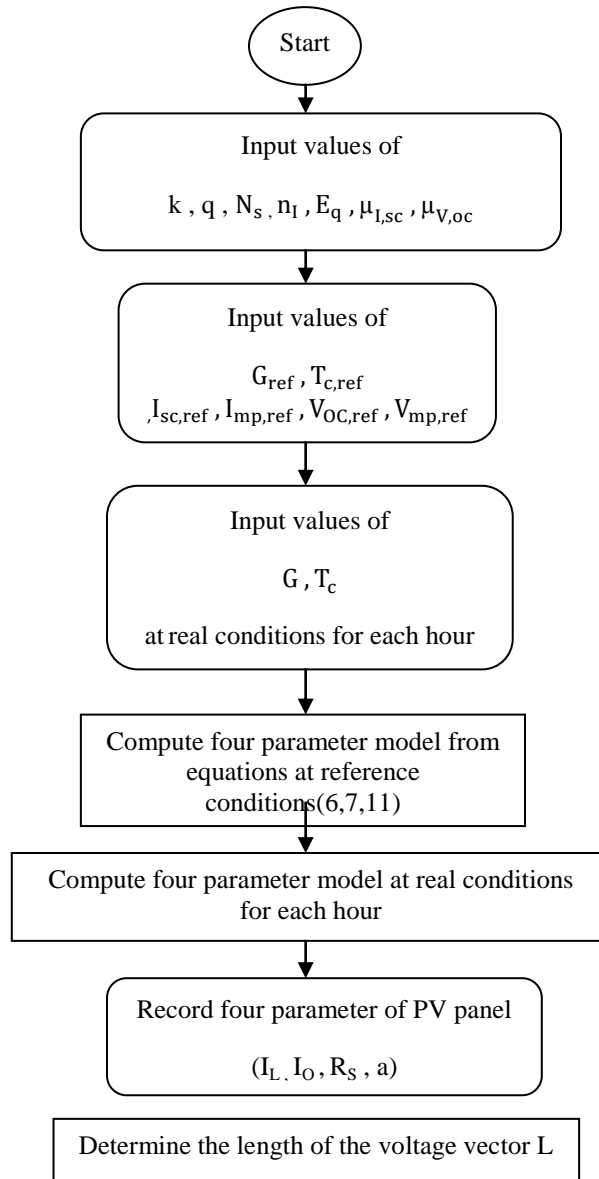 Start
Input values of
k , q , N_s , n_I , E_q , μ_I,sc , μ_V,oc
Input values of
G_ref , T_c,ref
,I_sc,ref , I_mp,ref , V_OC,ref , V_mp,ref
Input values of
G , T_c
at real conditions for each hour
Compute four parameter model from
equations at reference
conditions(6,7,11)
Compute four parameter model at real conditions
for each hour
Record four parameter of PV panel
(I_L , I_O , R_S , a)
Determine the length of the voltage vector L